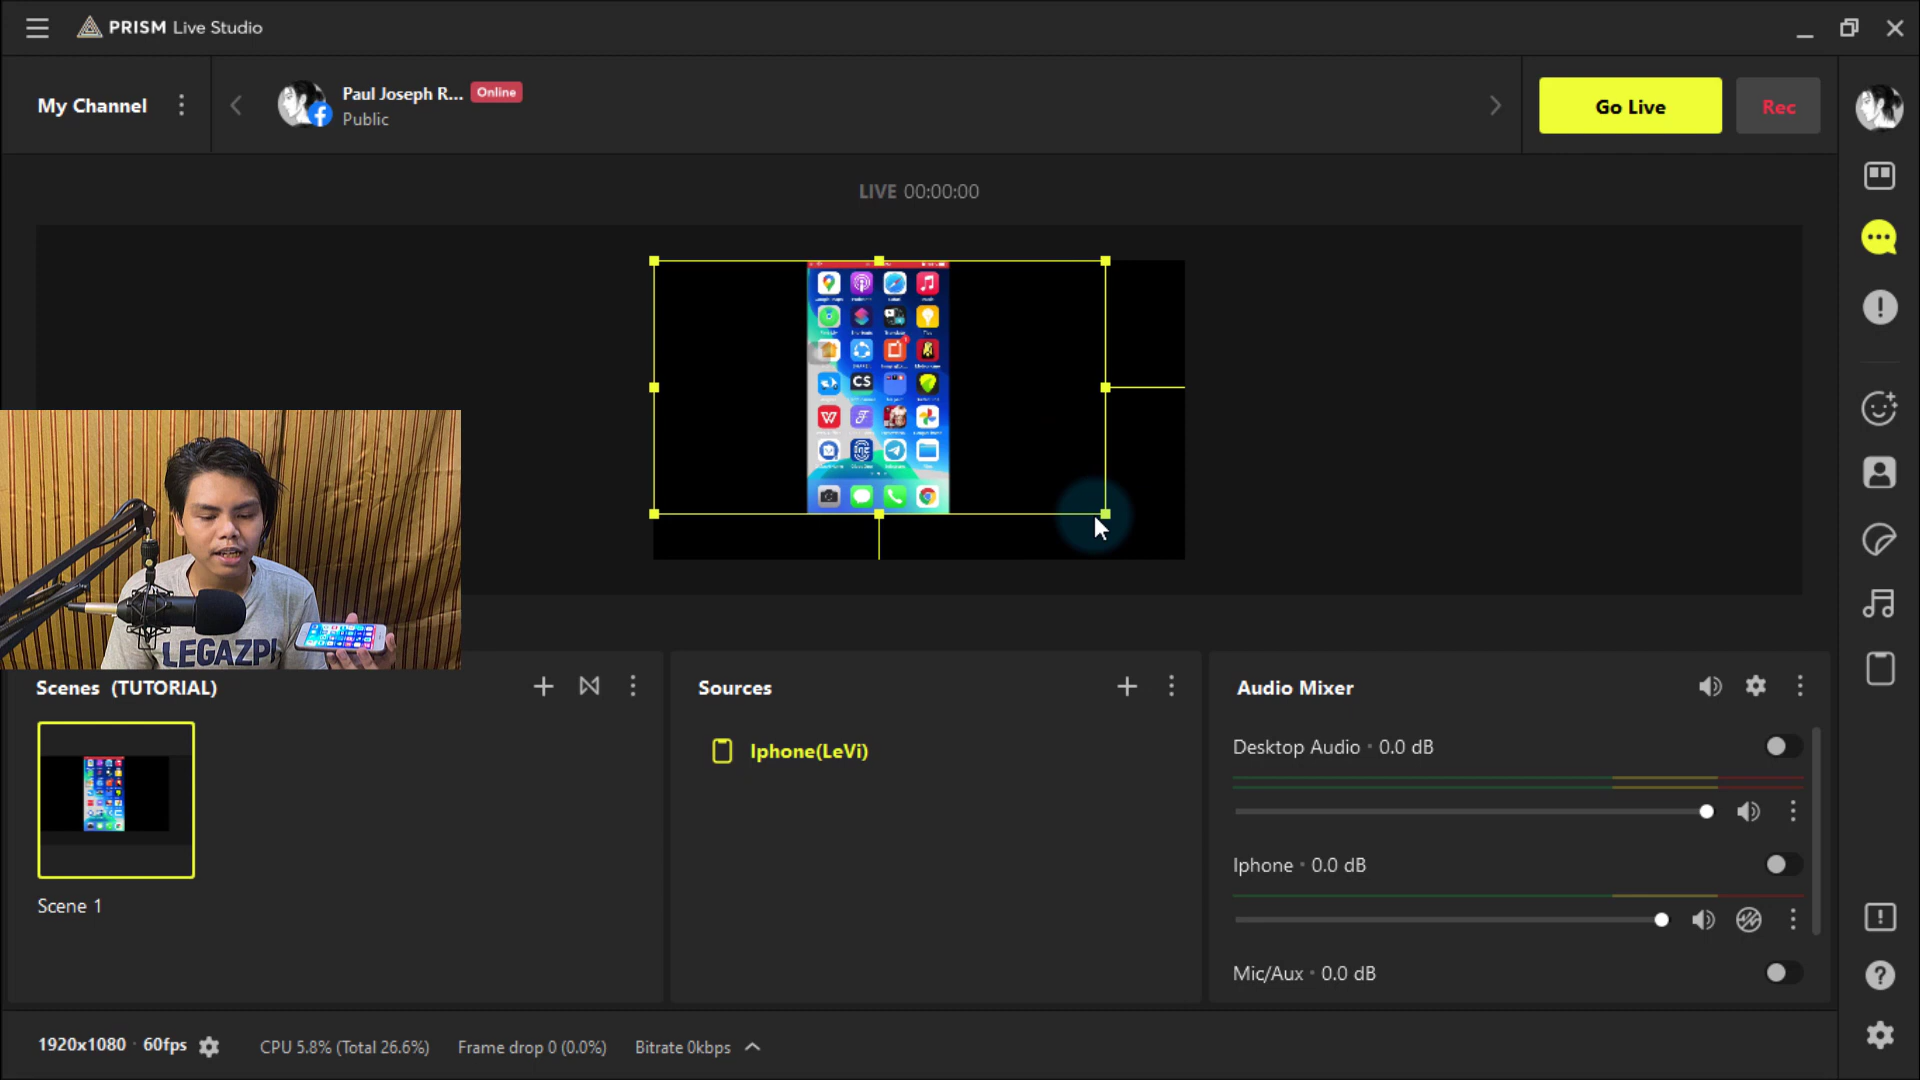 PRISM Live Studio
My Channel
Paul Joseph R...
Online
Public
Go Live
Rec
LIVE 00:00:00
CS
LEGAZPI
Scenes (TUTORIAL)
Sources
Audio Mixer
Iphone(LeVi)
Desktop Audio • 0.0 dB
Iphone • 0.0 dB
Scene 1
Mic/Aux • 0.0 dB
1920x1080 · 60fps
CPU 5.8% (Total 26.6%)
Frame drop 0 (0.0%)
Bitrate 0kbps